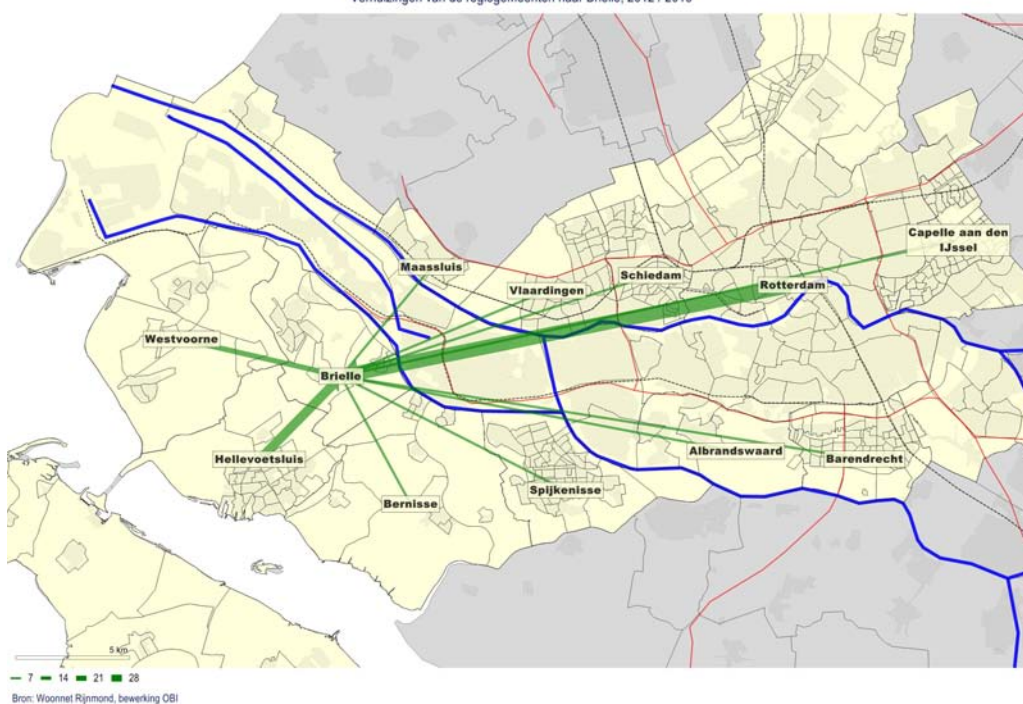 Maassluis
Capelle aan den
IJssel
Schiedam
Vlaardingen
Rotterdam
Westvoorne
Brielle
Hellevoetsluis
Albrandswaard
Barendrecht
Spijkenisse
Bernisse
5 km
7 14 21 28
Bron: Woonnet Rijnmond, bewerking OBI